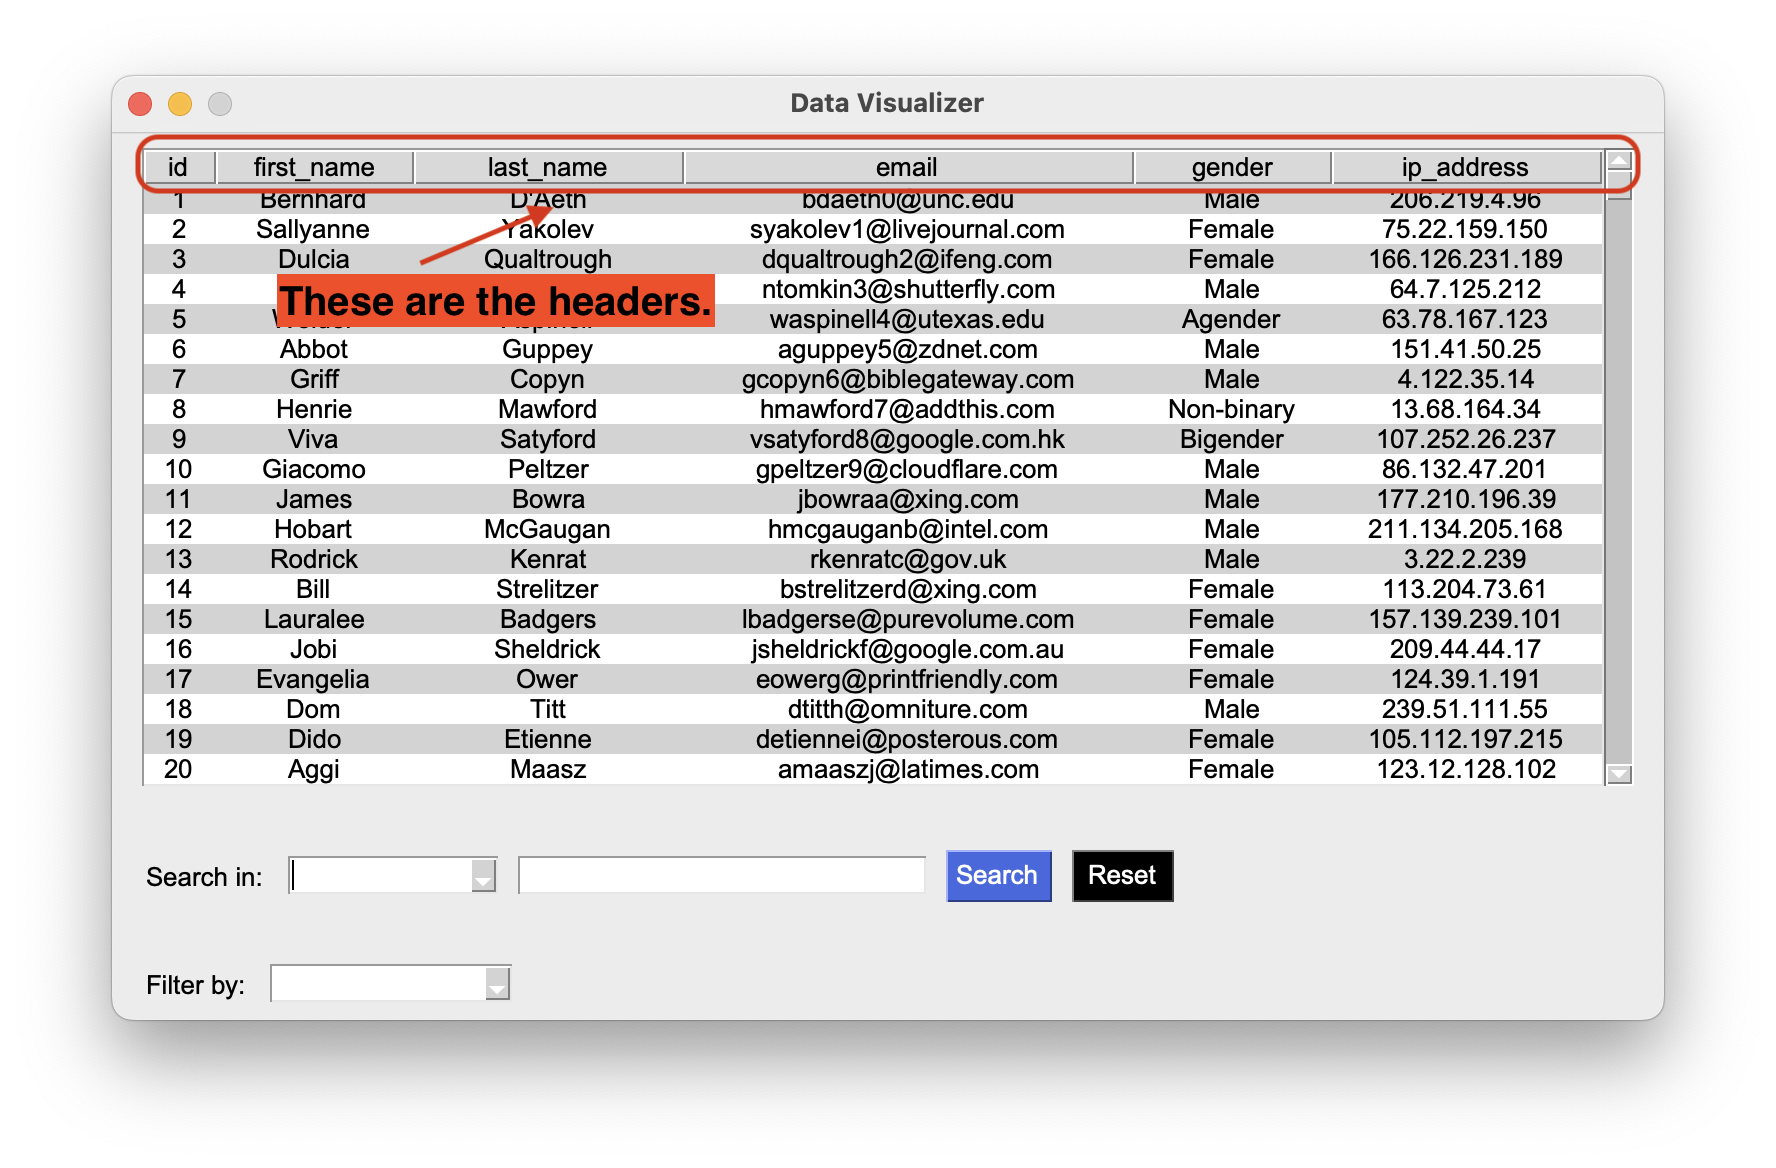 Data Visualizer
id first_name last_name email gender ip_address
1 Bernhard D'Aeth bdaeth0@unc.edu Male 206.219.4.96
2 Sallyanne Yakolev syakolev1@livejournal.com Female 75.22.159.150
3 Dulcia Qualtrough dqualtrough2@ifeng.com Female 166.126.231.189
4 ntomkin3@shutterfly.com Male 64.7.125.212
These are the headers.
5 waspinell4@utexas.edu Agender 63.78.167.123
6 Abbot Guppey aguppey5@zdnet.com Male 151.41.50.25
7 Griff Copyn gcopyn6@biblegateway.com Male 4.122.35.14
8 Henrie Mawford hmawford7@addthis.com Non-binary 13.68.164.34
9 Viva Satyford vsatyford8@google.com.hk Bigender 107.252.26.237
10 Giacomo Peltzer gpeltzer9@cloudflare.com Male 86.132.47.201
11 James Bowra jbowraa@xing.com Male 177.210.196.39
12 Hobart McGaugan hmcgauganb@intel.com Male 211.134.205.168
13 Rodrick Kenrat rkenratc@gov.uk Male 3.22.2.239
14 Bill Strelitzer bstrelitzerd@xing.com Female 113.204.73.61
15 Lauralee Badgers lbadgerse@purevolume.com Female 157.139.239.101
16 Jobi Sheldrick jsheldrickf@google.com.au Female 209.44.44.17
17 Evangelia Ower eowerg@printfriendly.com Female 124.39.1.191
18 Dom Titt dtitth@omniture.com Male 239.51.111.55
19 Dido Etienne detiennei@posterous.com Female 105.112.197.215
20 Aggi Maasz amaaszj@latimes.com Female 123.12.128.102
Search in: Search Reset
Filter by: